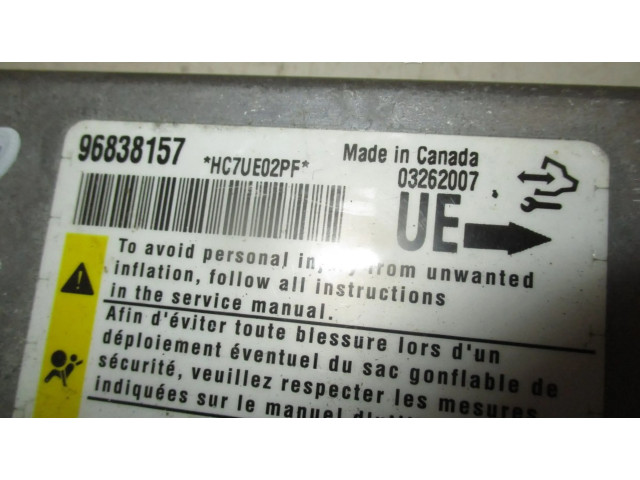 96838157
*HC7UE02PF*
Made in Canada
03262007
UE
To avoid personal injury from unwanted
inflation, follow all instructions
in the service manual.
Afin d'éviter toute blessure lors d'un
déploiement éventuel du sac gonflable de
sécurité, veuillez respecter les mesures
indiquées sur le manuel